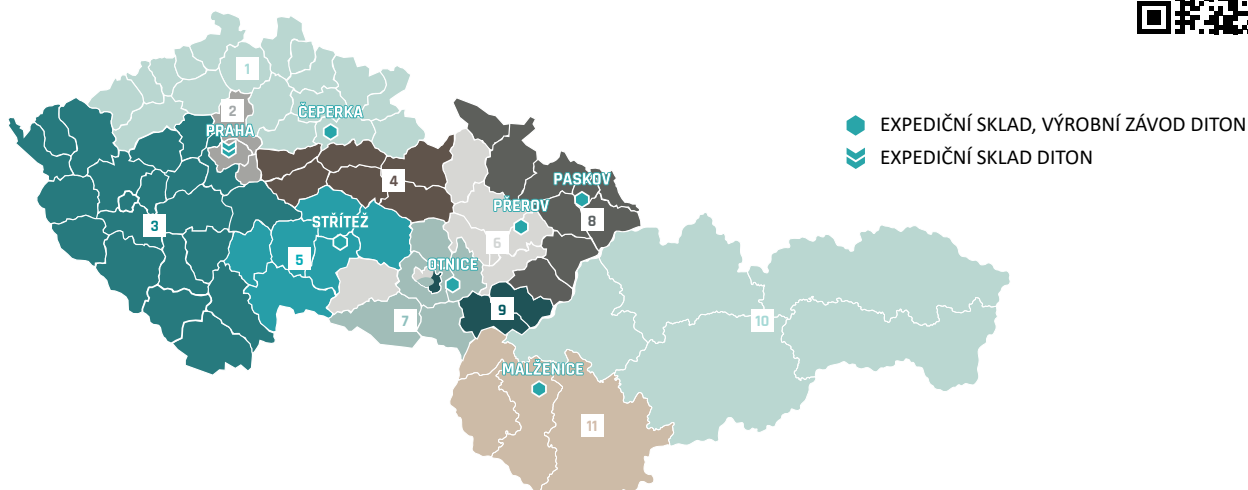 1
2
ČEPERKA
PRAHA
EXPEDIČNÍ SKLAD, VÝROBNÍ ZÁVOD DITON
EXPEDIČNÍ SKLAD DITON
4
PASKOV
PŘEROV
8
3
STŘÍTEŽ
6
5
OTNICE
9
7
10
MALŽENICE
11